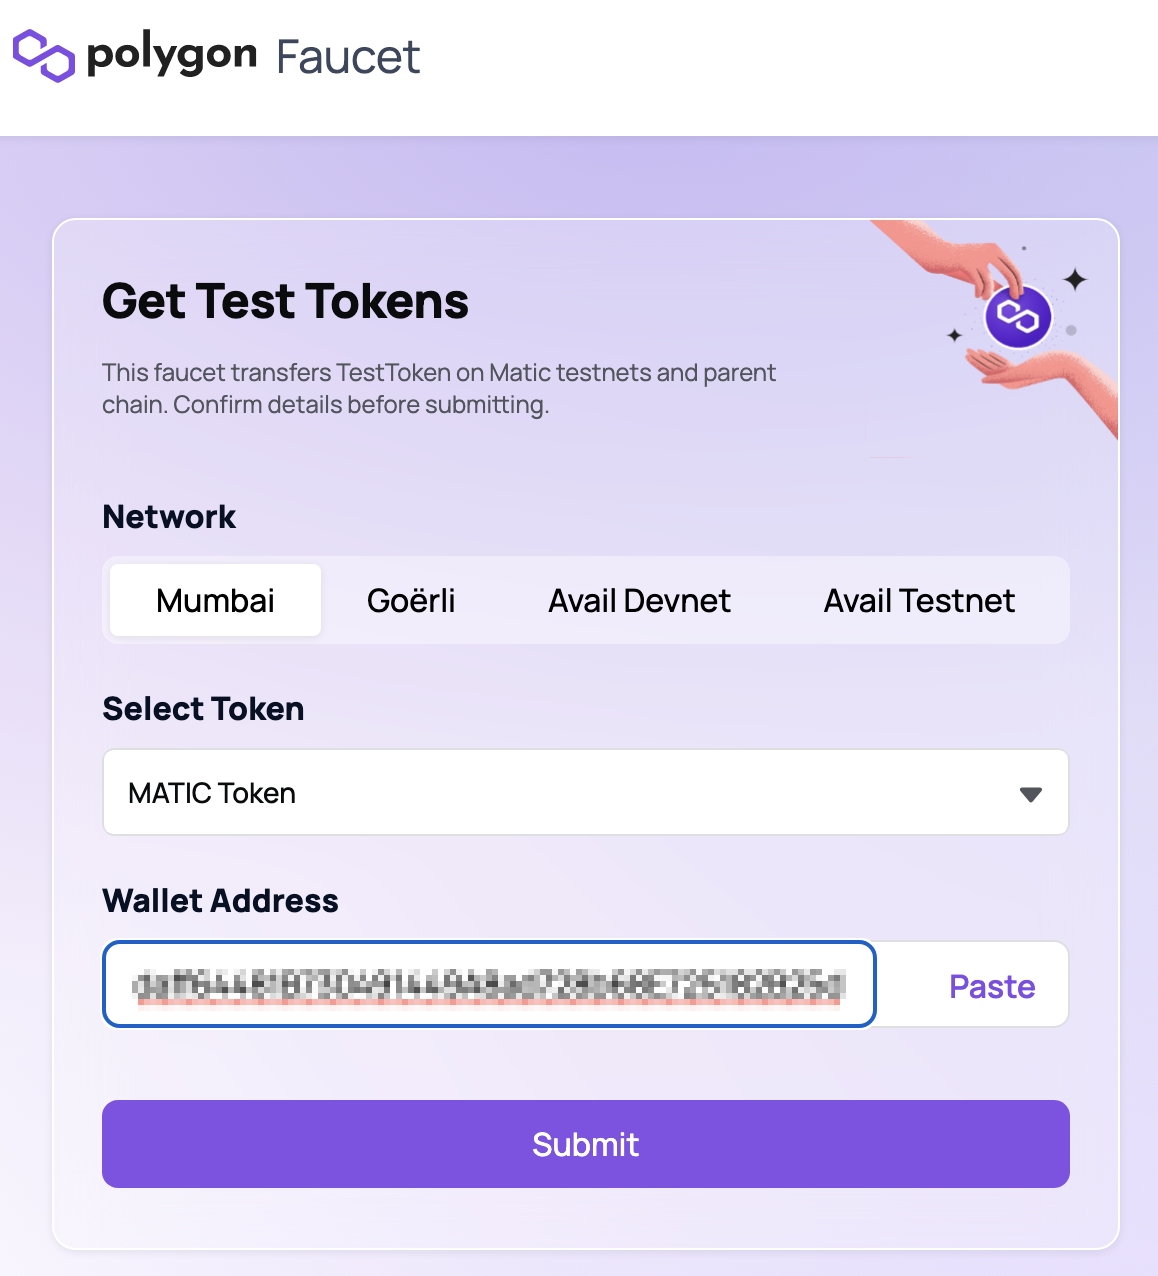 polygon Faucet
Get Test Tokens
This faucet transfers TestToken on Matic testnets and parent
chain. Confirm details before submitting.
Network
Mumbai Goërli Avail Devnet Avail Testnet
Select Token
MATIC Token
Wallet Address
Paste
Submit